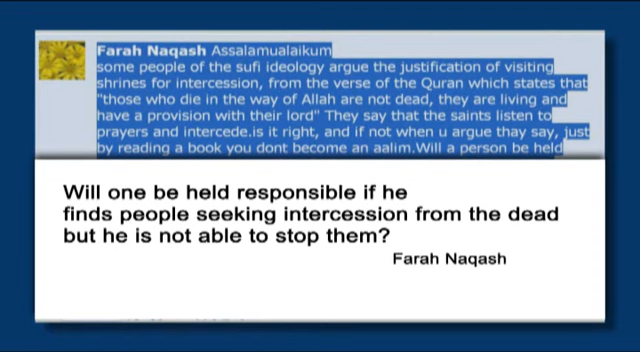 Farah Naqash Assalamualaikum
some people of the sufi ideology argue the justification of visiting
shrines for intercession, from the verse of the Quran which states that
"those who die in the way of Allah are not dead, they are living and
have a provision with their lord" They say that the saints listen to
prayers and intercede.is it right, and if not when u argue thay say, just
by reading a book you dont become an aalim.Will a person be held
Will one be held responsible if he
finds people seeking intercession from the dead
but he is not able to stop them?
Farah Naqash